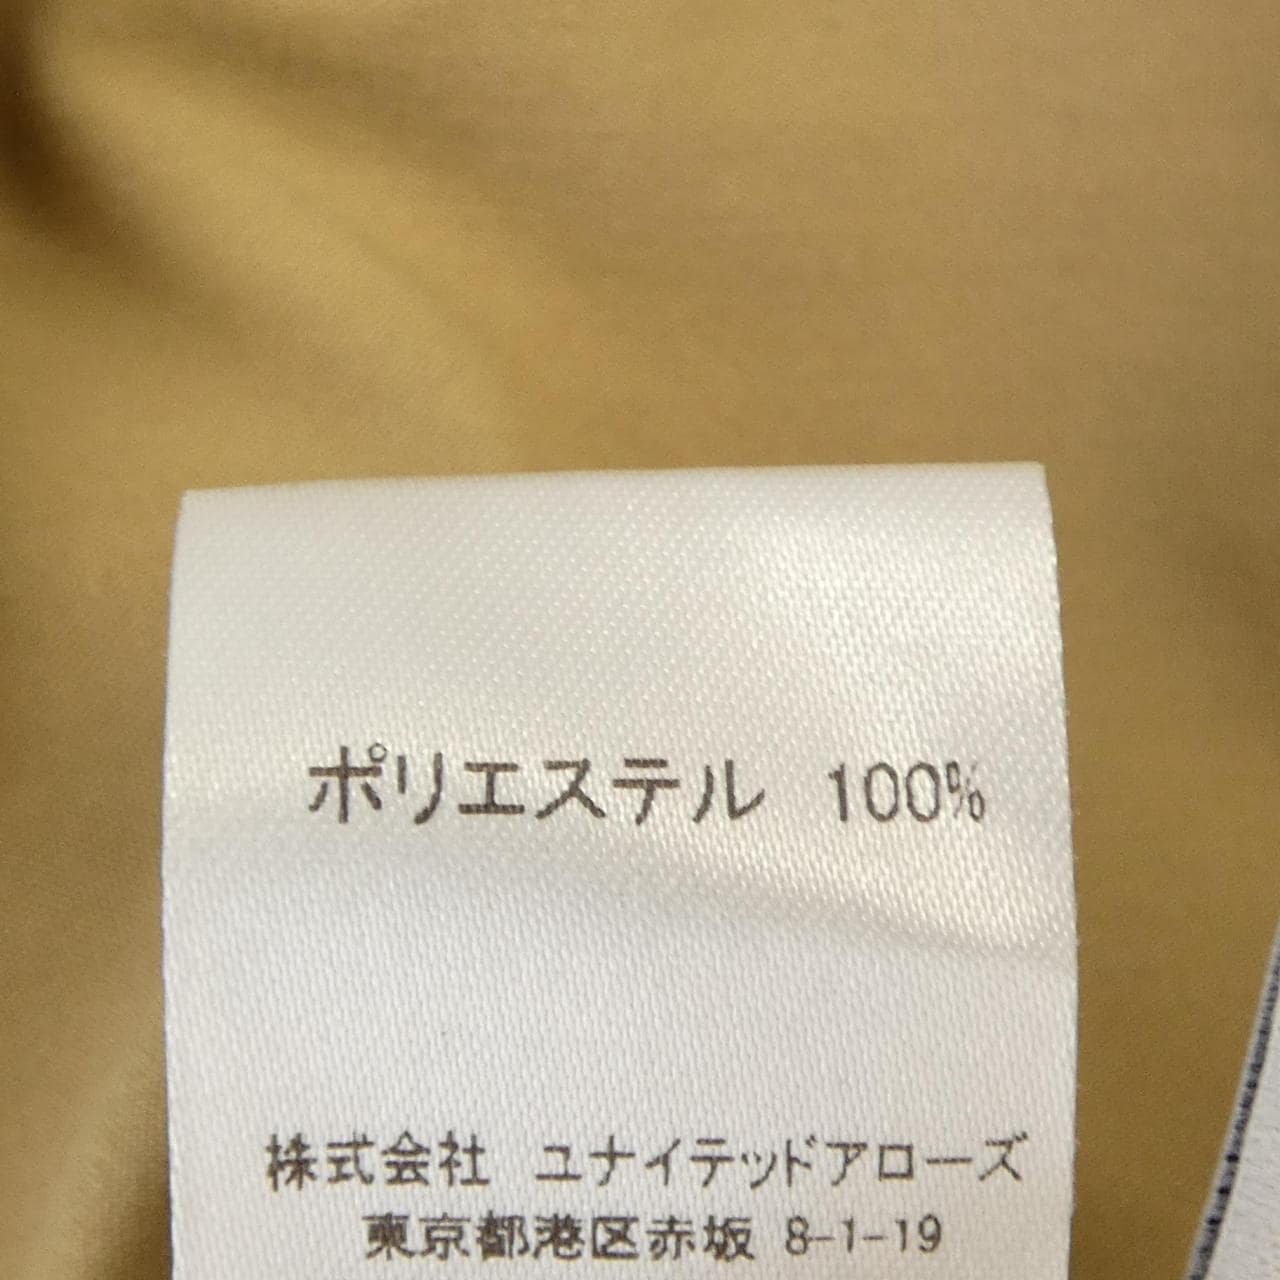 ポリエステル 100%
株式会社 ユナイテッドアローズ
東京都港区赤坂 8-1-19